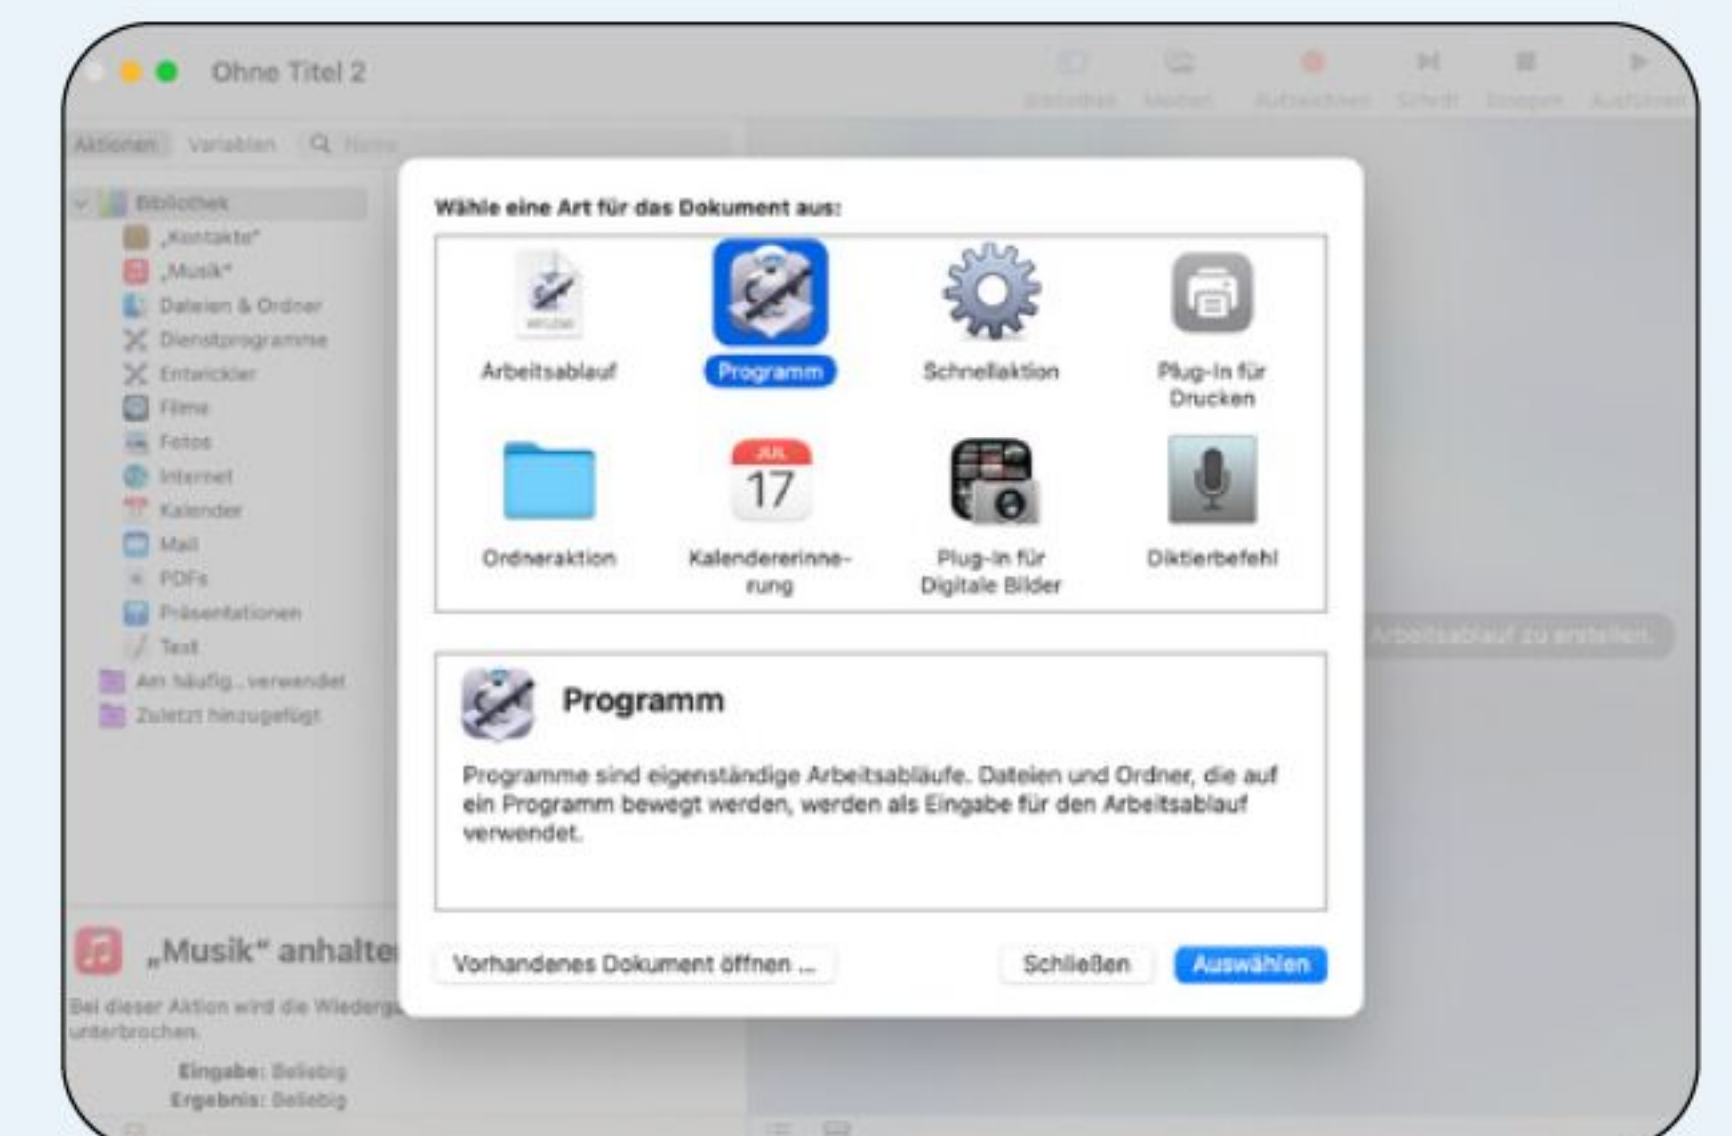 Ohne Titel 2
Aktionen Variablen Name
Bibliothek
„Kontakte“
„Musik“
Dateien & Ordner
Dienstprogramme
Entwickler
Filme
Fotos
Internet
Kalender
Mail
PDFs
Präsentationen
Text
Am häufig...verwendet
Zuletzt hinzugefügt
Wähle eine Art für das Dokument aus:
Arbeitsablauf
Programm
Schnellaktion
Plug-In für
Drucken
Ordneraktion
JUL
17
Kalendererinne-
rung
Plug-In für
Digitale Bilder
Diktierbefehl
Programm
Programme sind eigenständige Arbeitsabläufe. Dateien und Ordner, die auf
ein Programm bewegt werden, werden als Eingabe für den Arbeitsablauf
verwendet.
Vorhandenes Dokument öffnen ...
Schließen
Auswählen
Arbeitsablauf zu erstellen.
„Musik“ anhalte
Bei dieser Aktion wird die Wiederga
unterbrochen.
Eingabe: Beliebig
Ergebnis: Beliebig